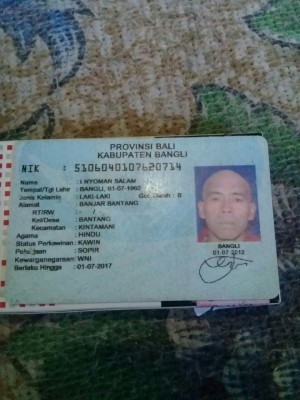 PROVINSI BALI
KABUPATEN BANGLI
NIK : 5106040107620714
Nama : I NYOMAN SALAM
Tempat/Tgl Lahir : BANGLI, 01-07-1962
Jenis Kelamin : LAKI-LAKI Gol. Darah : B
Alamat : BANJAR BANTANG
RT/RW : - / -
Kel/Desa : BANTANG
Kecamatan : KINTAMANI
Agama : HINDU
Status Perkawinan : KAWIN
Pekerjaan : SOPIR
Kewarganegaraan : WNI
Berlaku Hingga : 01-07-2017
BANGLI
01-07-2012